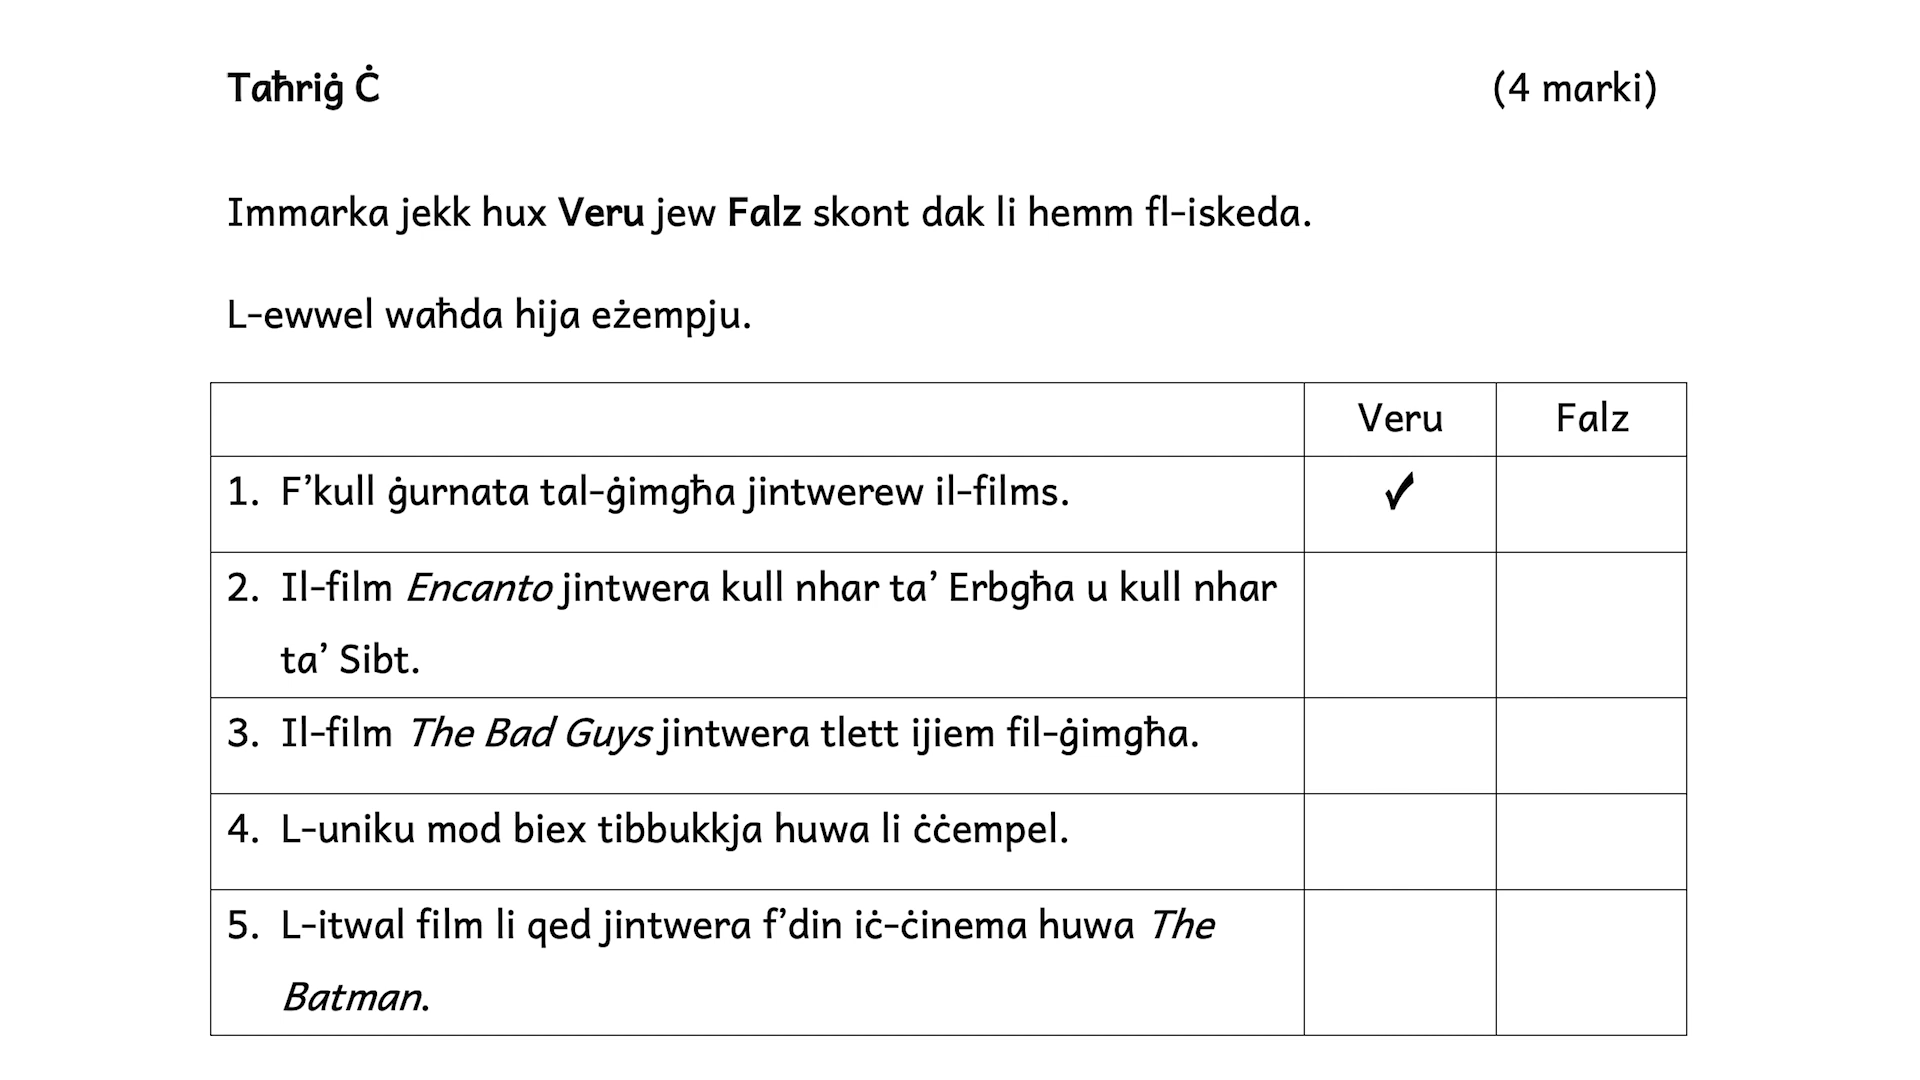 Taħriġ Ċ (4 marki)
Immarka jekk hux Veru jew Falz skont dak li hemm fl-iskeda.
L-ewwel waħda hija eżempju.
Veru Falz
1. F’kull ġurnata tal-ġimgħa jintwerew il-films. ✓
2. Il-film Encanto jintwera kull nhar ta’ Erbgħa u kull nhar
ta’ Sibt.
3. Il-film The Bad Guys jintwera tlett ijiem fil-ġimgħa.
4. L-uniku mod biex tibbukkja huwa li ċċempel.
5. L-itwal film li qed jintwera f’din iċ-ċinema huwa The
Batman.